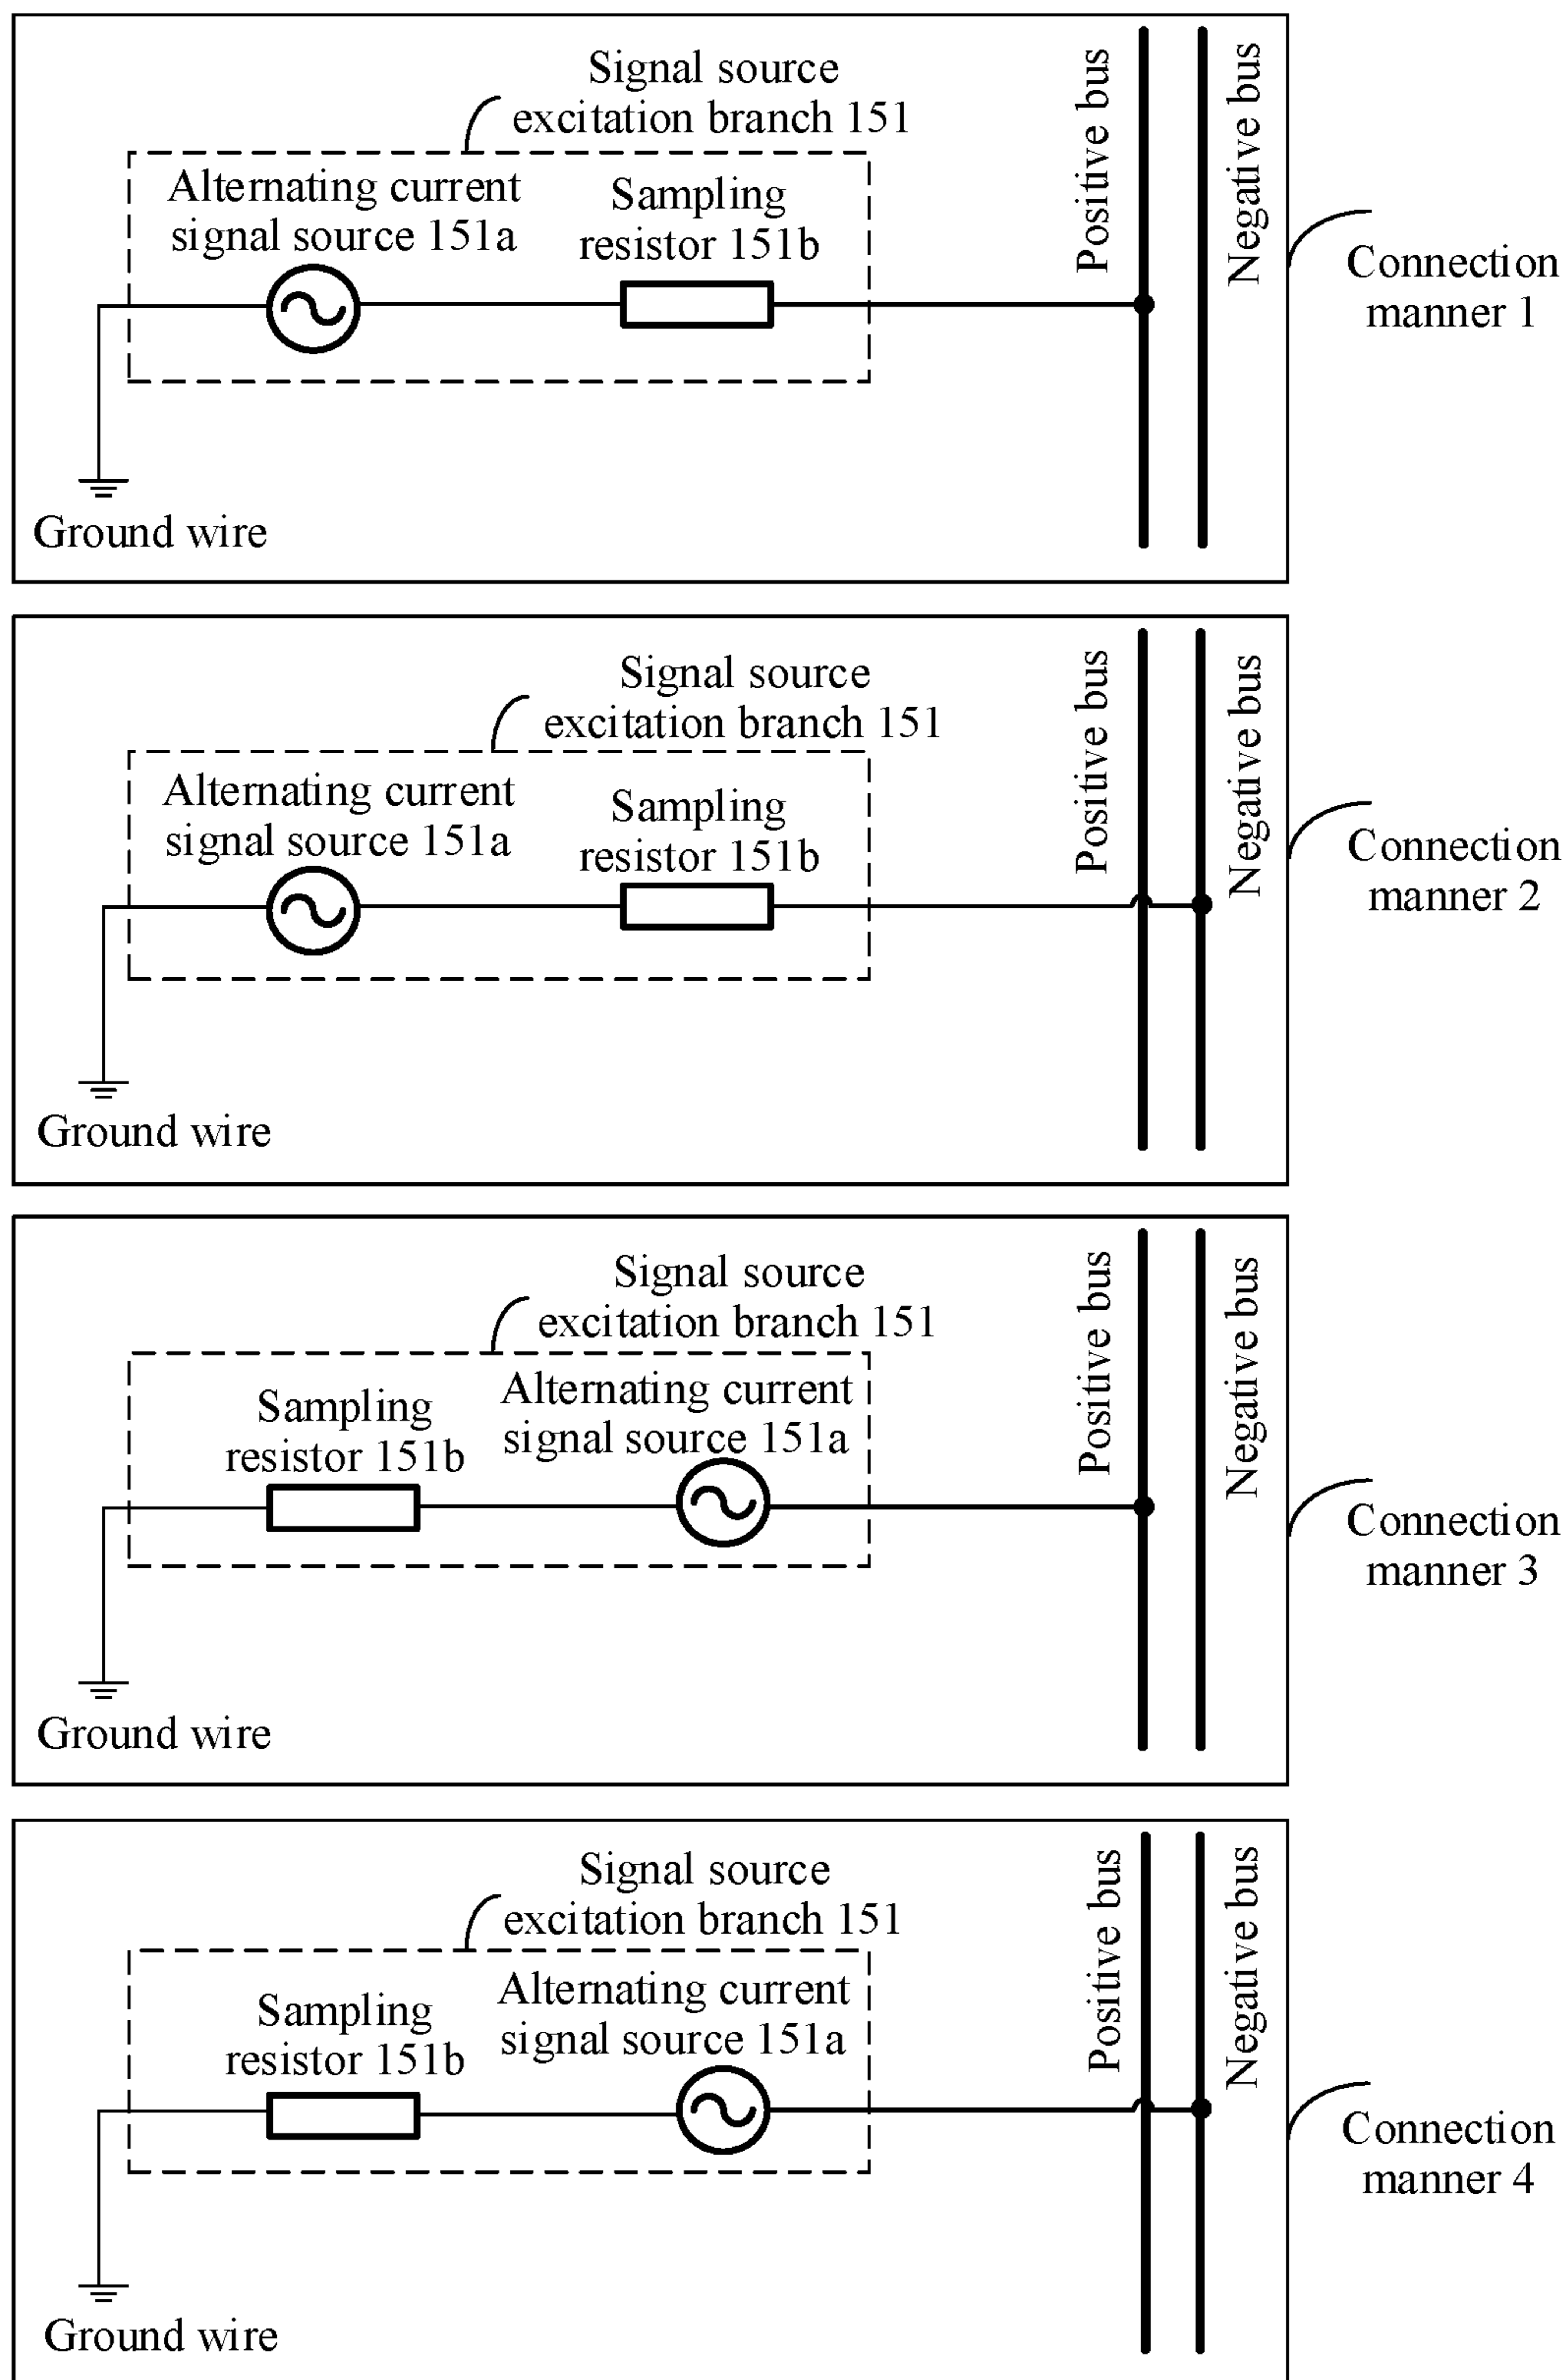 Signal source
excitation branch 151
Alternating current
signal source 151a
Sampling
resistor 151b
Positive bus
Negative bus
Ground wire
Connection
manner 1
Signal source
excitation branch 151
Alternating current
signal source 151a
Sampling
resistor 151b
Positive bus
Negative bus
Ground wire
Connection
manner 2
Signal source
excitation branch 151
Sampling
resistor 151b
Alternating current
signal source 151a
Positive bus
Negative bus
Ground wire
Connection
manner 3
Signal source
excitation branch 151
Sampling
resistor 151b
Alternating current
signal source 151a
Positive bus
Negative bus
Ground wire
Connection
manner 4